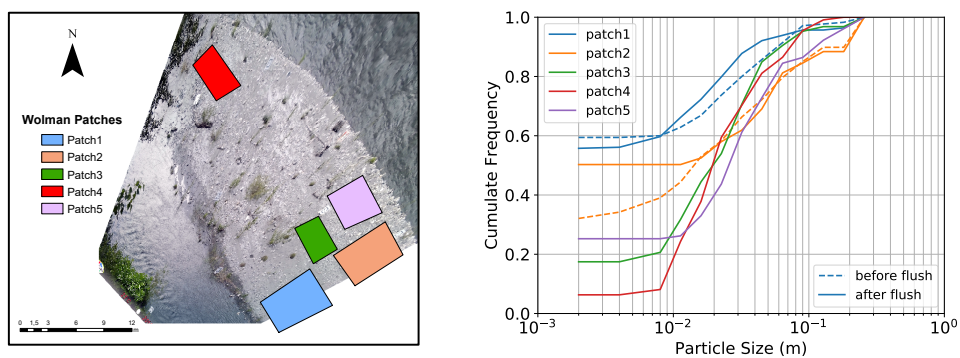 N
Wolman Patches
Patch1
Patch2
Patch3
Patch4
Patch5
0 1,5 3 6 9 12
m
Cumulate Frequency
1.0
0.8
0.6
0.4
0.2
0.0
patch1
patch2
patch3
patch4
patch5
before flush
after flush
10⁻³ 10⁻² 10⁻¹ 10⁰
Particle Size (m)